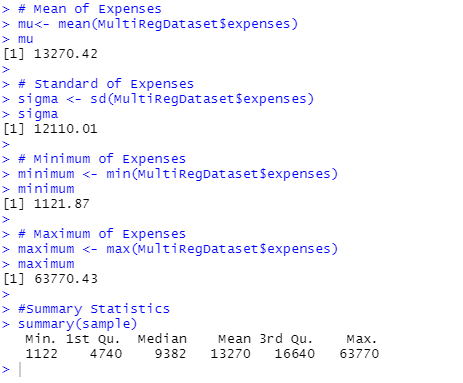 > # Mean of Expenses
> mu<- mean(MultiRegDataset$expenses)
> mu
[1] 13270.42
>
> # Standard of Expenses
> sigma <- sd(MultiRegDataset$expenses)
> sigma
[1] 12110.01
>
> # Minimum of Expenses
> minimum <- min(MultiRegDataset$expenses)
> minimum
[1] 1121.87
>
> # Maximum of Expenses
> maximum <- max(MultiRegDataset$expenses)
> maximum
[1] 63770.43
>
> #Summary Statistics
> summary(sample)
   Min. 1st Qu.  Median    Mean 3rd Qu.    Max.
   1122    4740    9382   13270   16640   63770
>